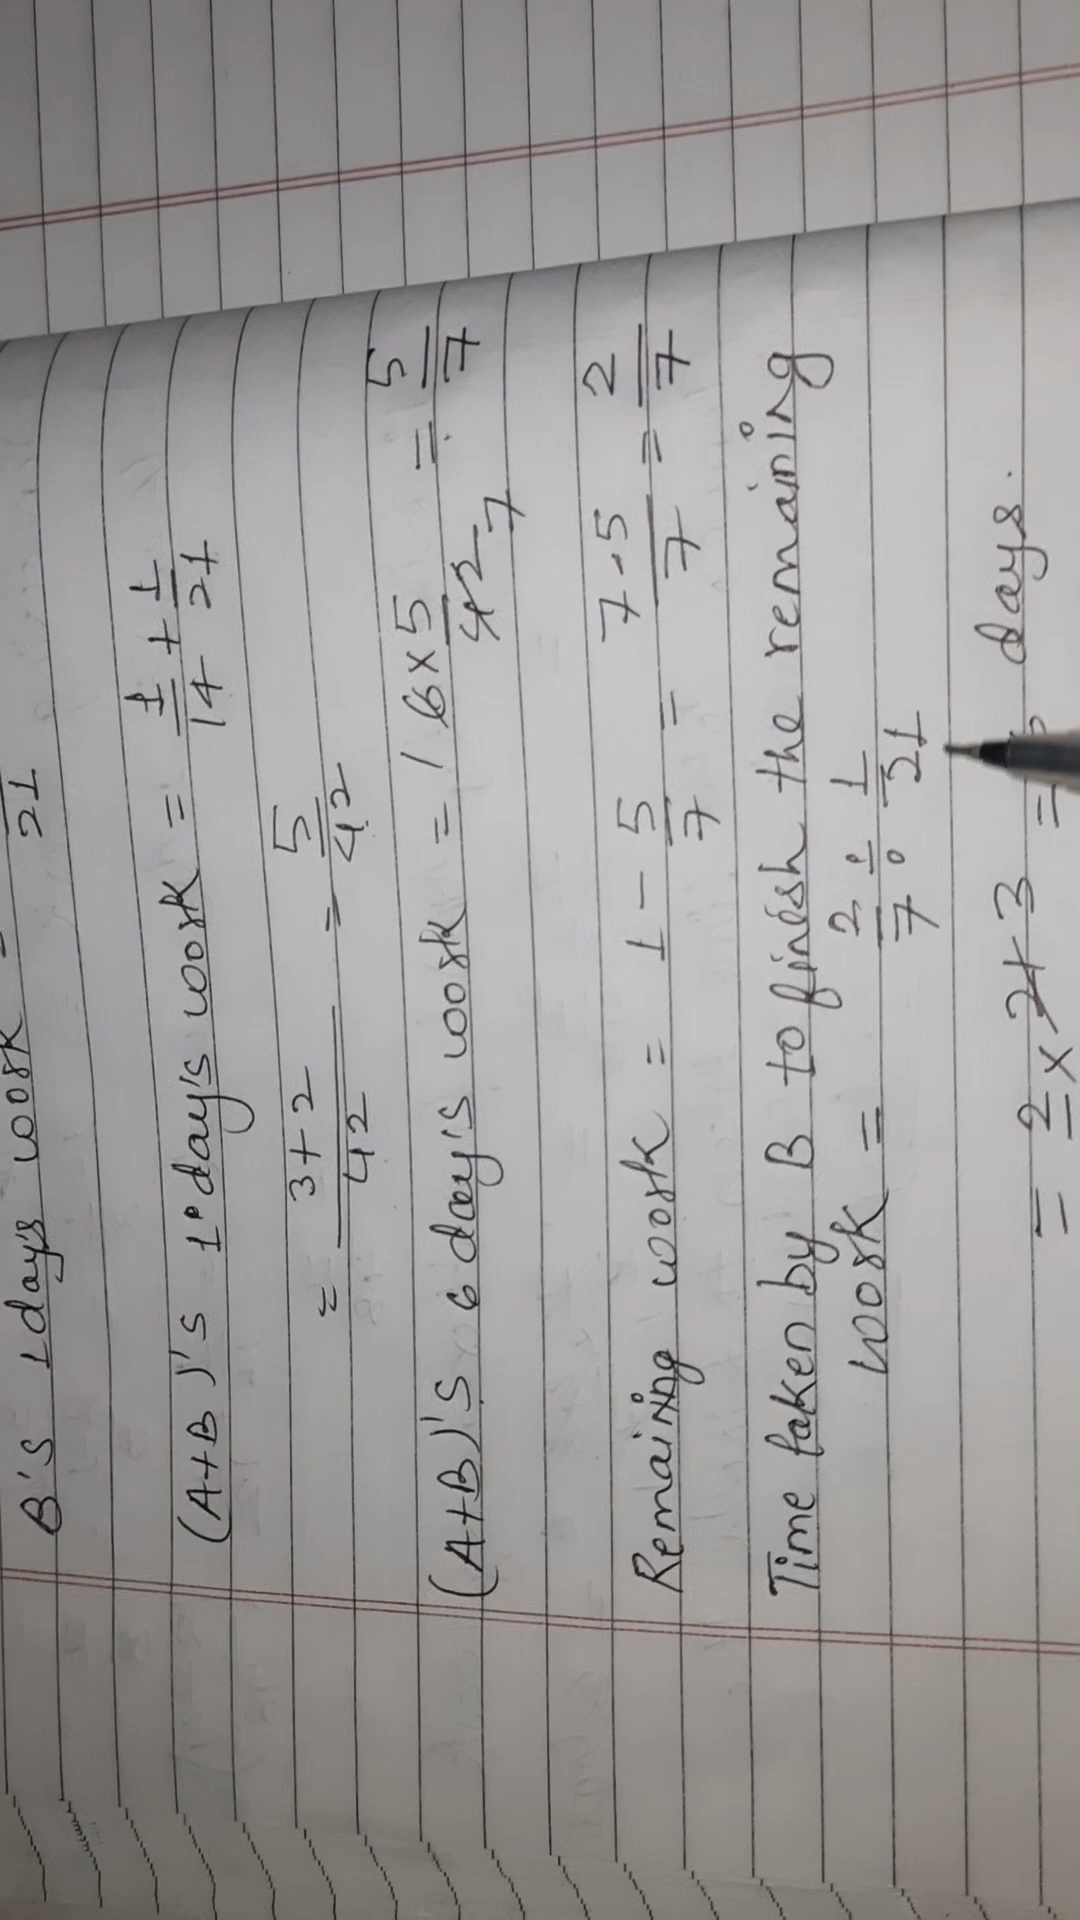 B's 1 day's work = 1/21
(A+B)'s 1 day's work = 1/14 + 1/21
= 3+2/42 = 5/42
(A+B)'s 6 day's work = 1 6 × 5/42 7 = 5/7
Remaining work = 1 - 5/7 = 7-5/7 = 2/7
Time taken by B to finish the remaining
work = 2/7 ÷ 1/21
= 2 × 21 3 = days.